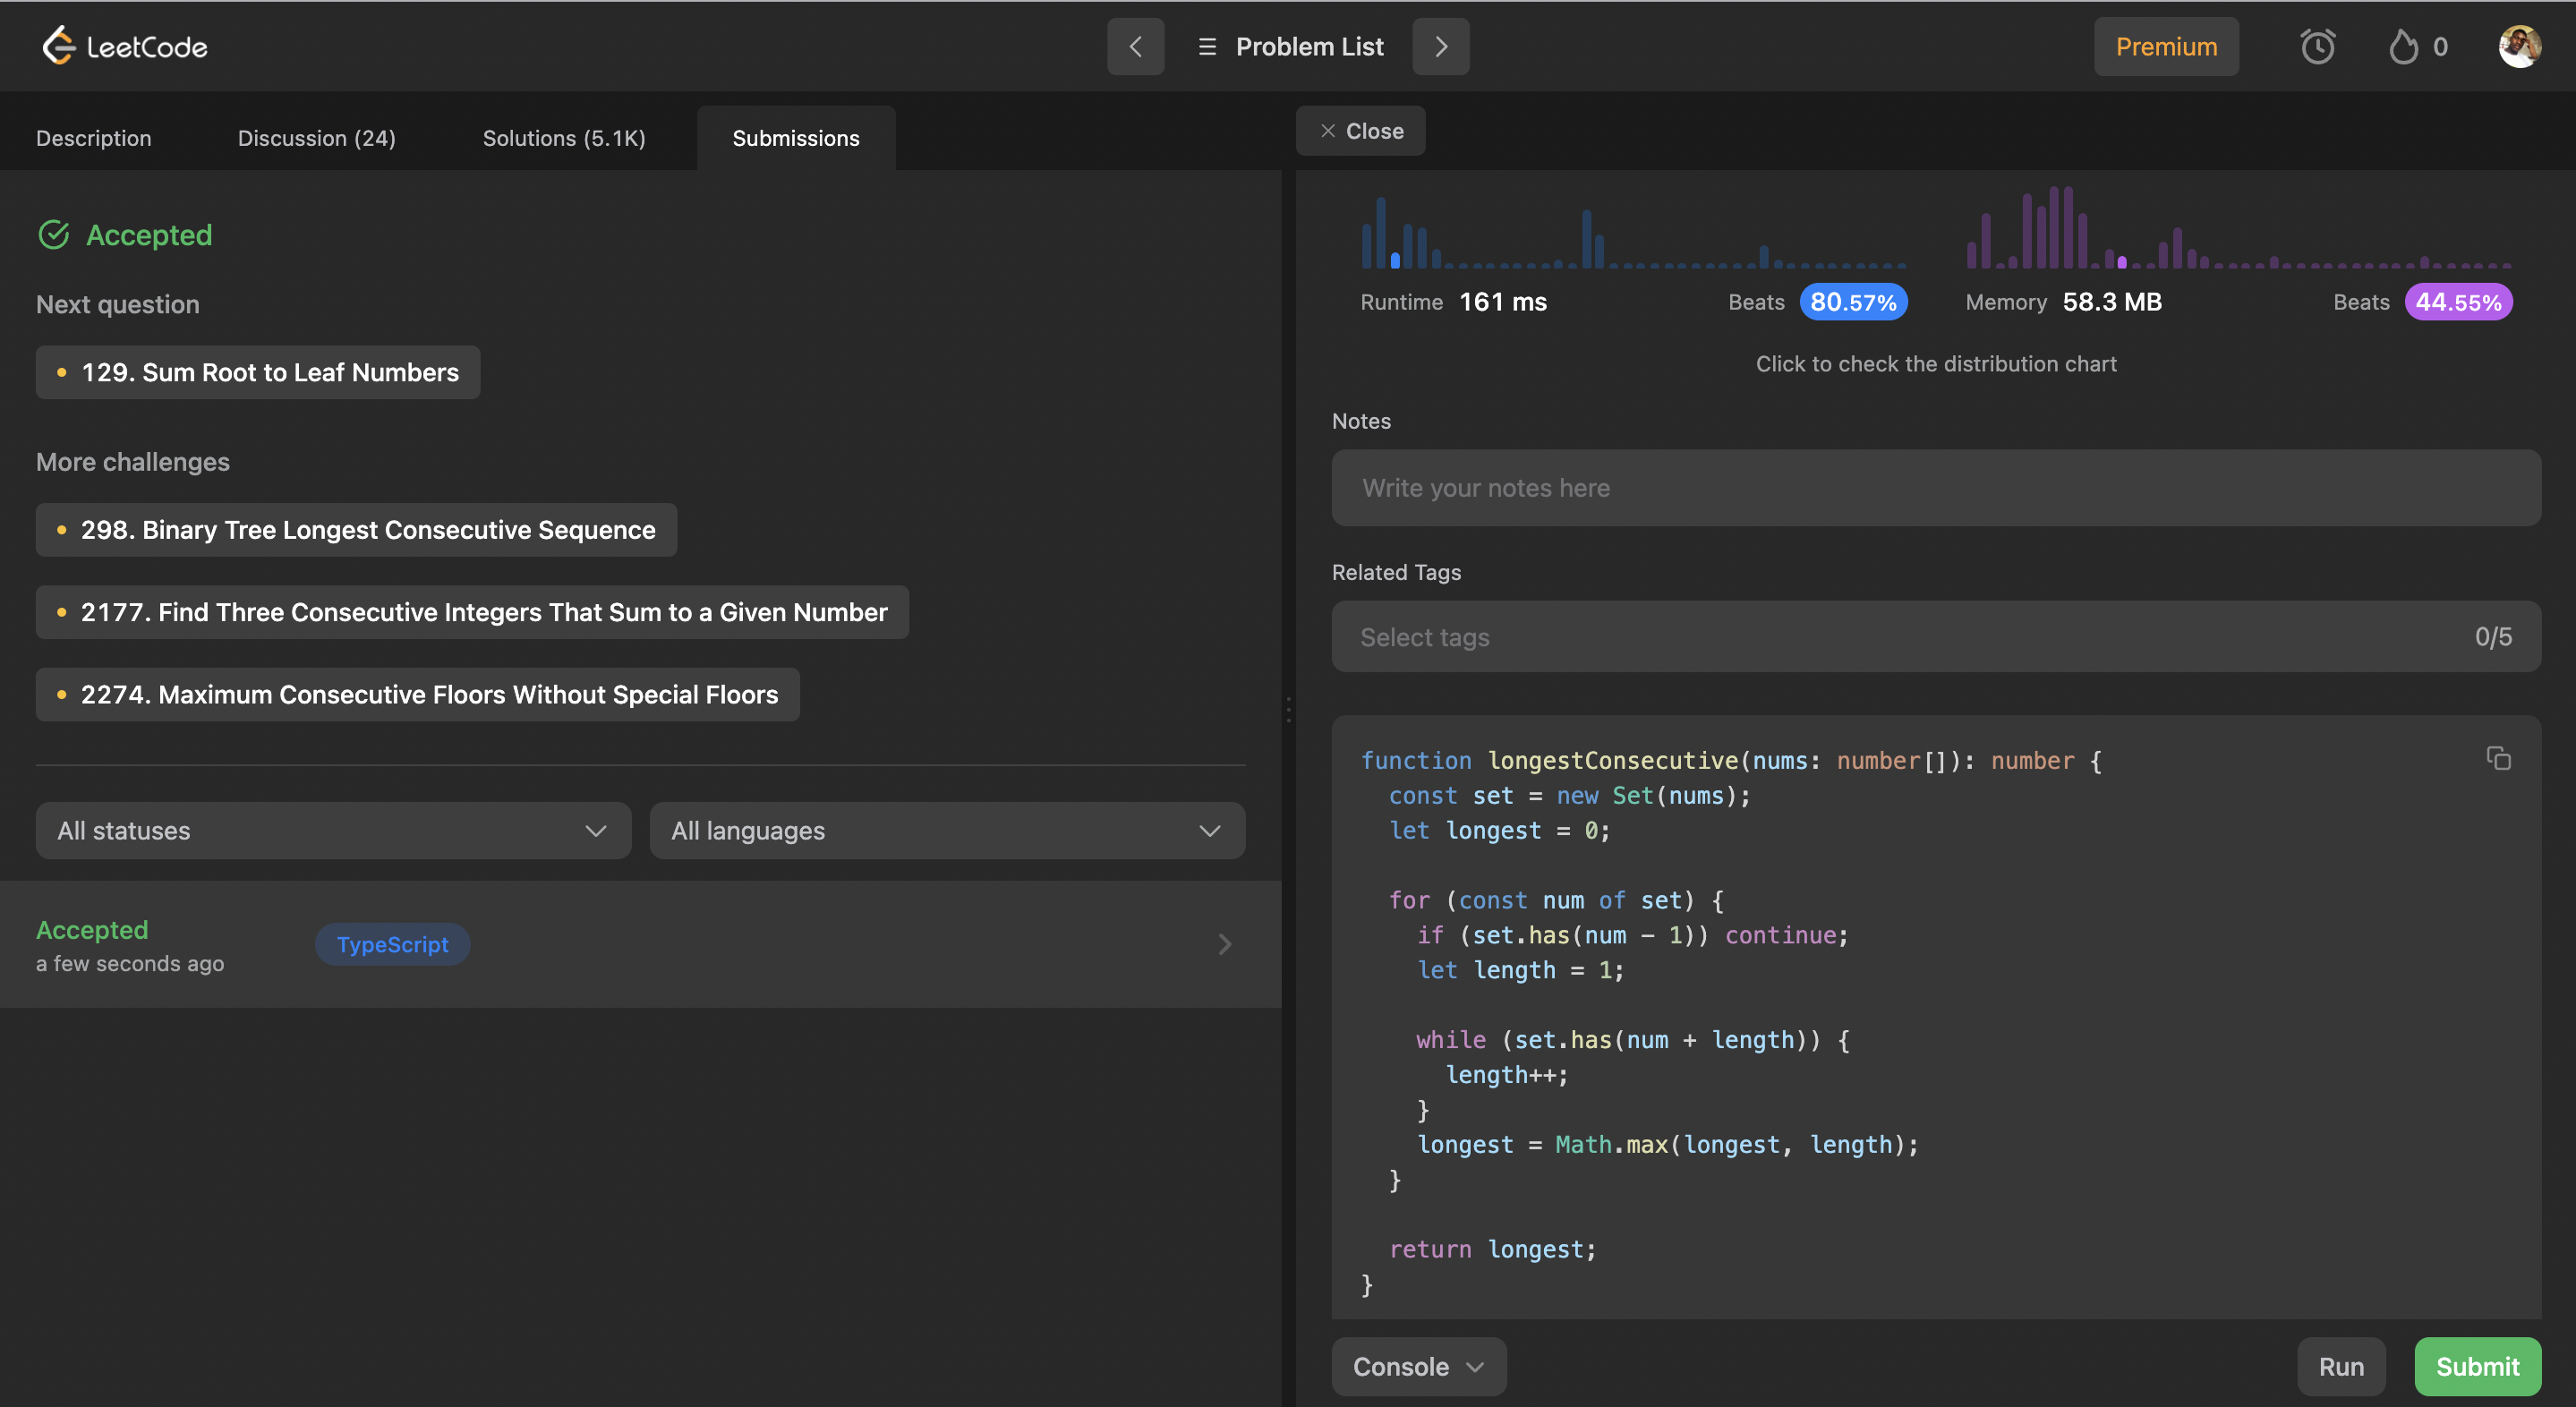 LeetCode
Problem List
Premium
0
Description
Discussion (24)
Solutions (5.1K)
Submissions
Close
Accepted
Next question
129. Sum Root to Leaf Numbers
More challenges
298. Binary Tree Longest Consecutive Sequence
2177. Find Three Consecutive Integers That Sum to a Given Number
2274. Maximum Consecutive Floors Without Special Floors
All statuses
All languages
Accepted
a few seconds ago
TypeScript
Runtime 161 ms
Beats 80.57%
Memory 58.3 MB
Beats 44.55%
Click to check the distribution chart
Notes
Write your notes here
Related Tags
Select tags
0/5
function longestConsecutive(nums: number[]): number {
  const set = new Set(nums);
  let longest = 0;
  for (const num of set) {
    if (set.has(num - 1)) continue;
    let length = 1;
    while (set.has(num + length)) {
      length++;
    }
    longest = Math.max(longest, length);
  }
  return longest;
}
Console
Run
Submit